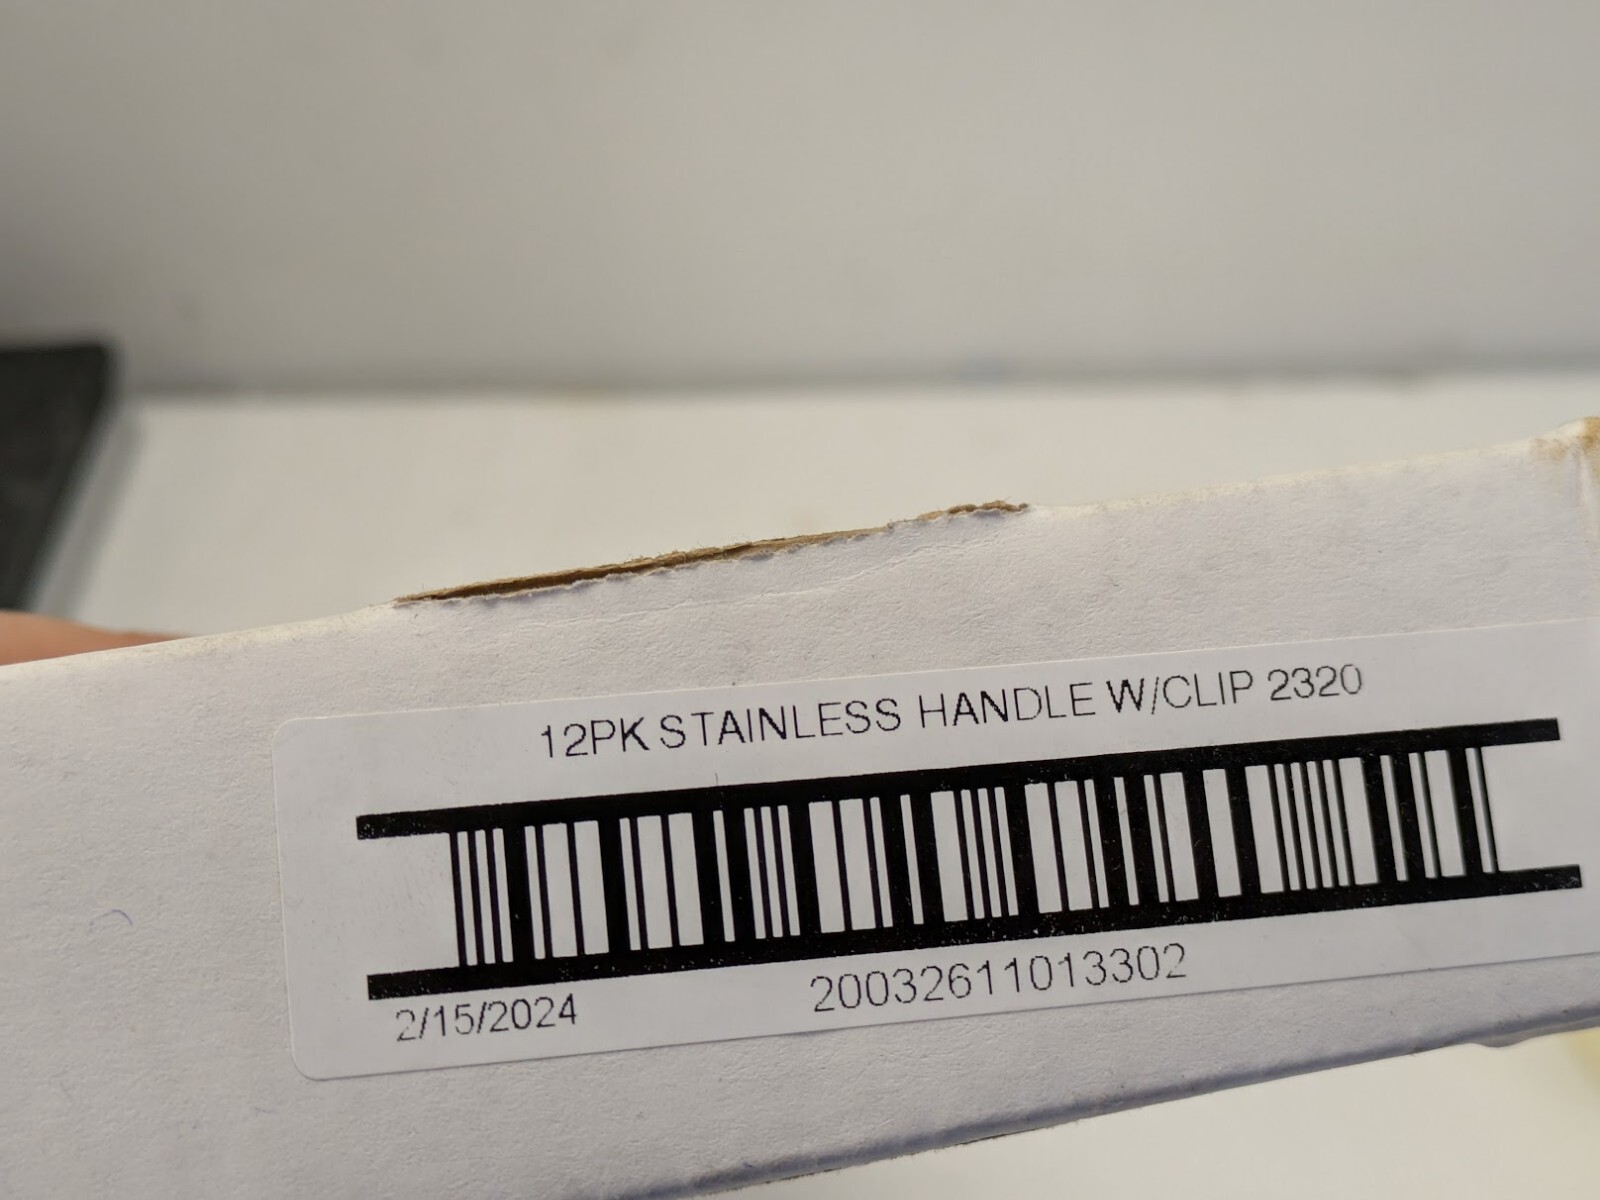 12PK STAINLESS HANDLE W/CLIP 2320
2/15/2024
20032611013302